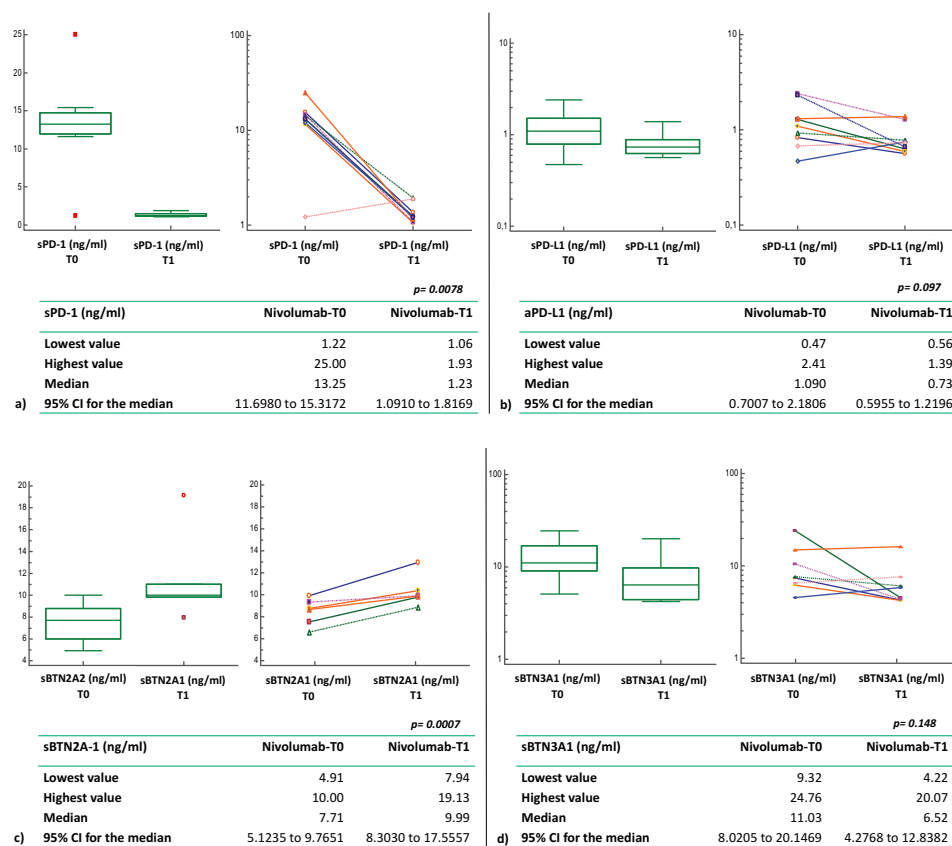 25
20
15
10
5
0
sPD-1 (ng/ml)
T0
sPD-1 (ng/ml)
T1
100
10
1
sPD-1 (ng/ml)
T0
sPD-1 (ng/ml)
T1
p= 0.0078
sPD-1 (ng/ml) Nivolumab-T0 Nivolumab-T1
Lowest value 1.22 1.06
Highest value 25.00 1.93
Median 13.25 1.23
a) 95% CI for the median 11.6980 to 15.3172 1.0910 to 1.8169
10
1
0,1
sPD-L1 (ng/ml)
T0
sPD-L1 (ng/ml)
T1
10
1
0,1
sPD-L1 (ng/ml)
T0
sPD-L1 (ng/ml)
T1
p= 0.097
aPD-L1 (ng/ml) Nivolumab-T0 Nivolumab-T1
Lowest value 0.47 0.56
Highest value 2.41 1.39
Median 1.090 0.73
b) 95% CI for the median 0.7007 to 2.1806 0.5955 to 1.2196
20
18
16
14
12
10
8
6
4
sBTN2A2 (ng/ml)
T0
sBTN2A1 (ng/ml)
T1
20
18
16
14
12
10
8
6
4
sBTN2A1 (ng/ml)
T0
sBTN2A1 (ng/ml)
T1
p= 0.0007
sBTN2A-1 (ng/ml) Nivolumab-T0 Nivolumab-T1
Lowest value 4.91 7.94
Highest value 10.00 19.13
Median 7.71 9.99
c) 95% CI for the median 5.1235 to 9.7651 8.3030 to 17.5557
100
10
1
sBTN3A1 (ng/ml)
T0
sBTN3A1 (ng/ml)
T1
100
10
1
sBTN3A1 (ng/ml)
T0
sBTN3A1 (ng/ml)
T1
p= 0.148
sBTN3A1 (ng/ml) Nivolumab-T0 Nivolumab-T1
Lowest value 9.32 4.22
Highest value 24.76 20.07
Median 11.03 6.52
d) 95% CI for the median 8.0205 to 20.1469 4.2768 to 12.8382